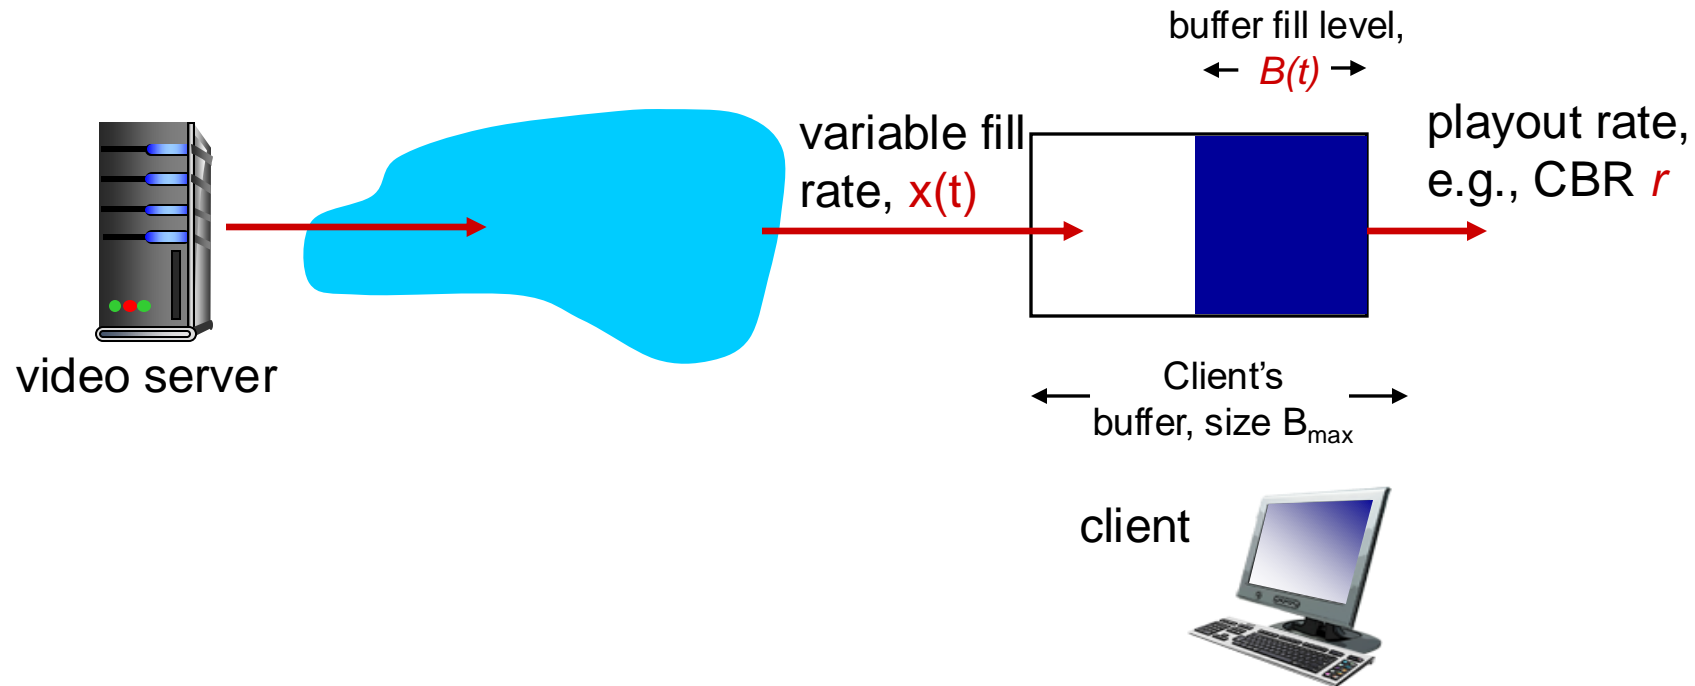 buffer fill level,
B(t)
variable fill
rate, x(t)
playout rate,
e.g., CBR r
video server
Client’s
buffer, size Bmax
client